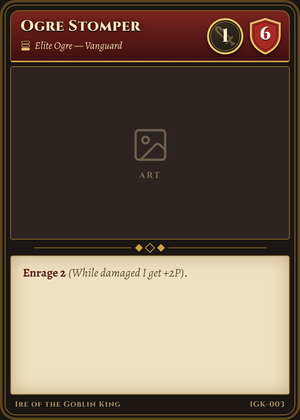 Ogre Stomper
Elite Ogre — Vanguard
1
6
ART
Enrage 2 (While damaged I get +2P).
Ire of the Goblin King
IGK-003